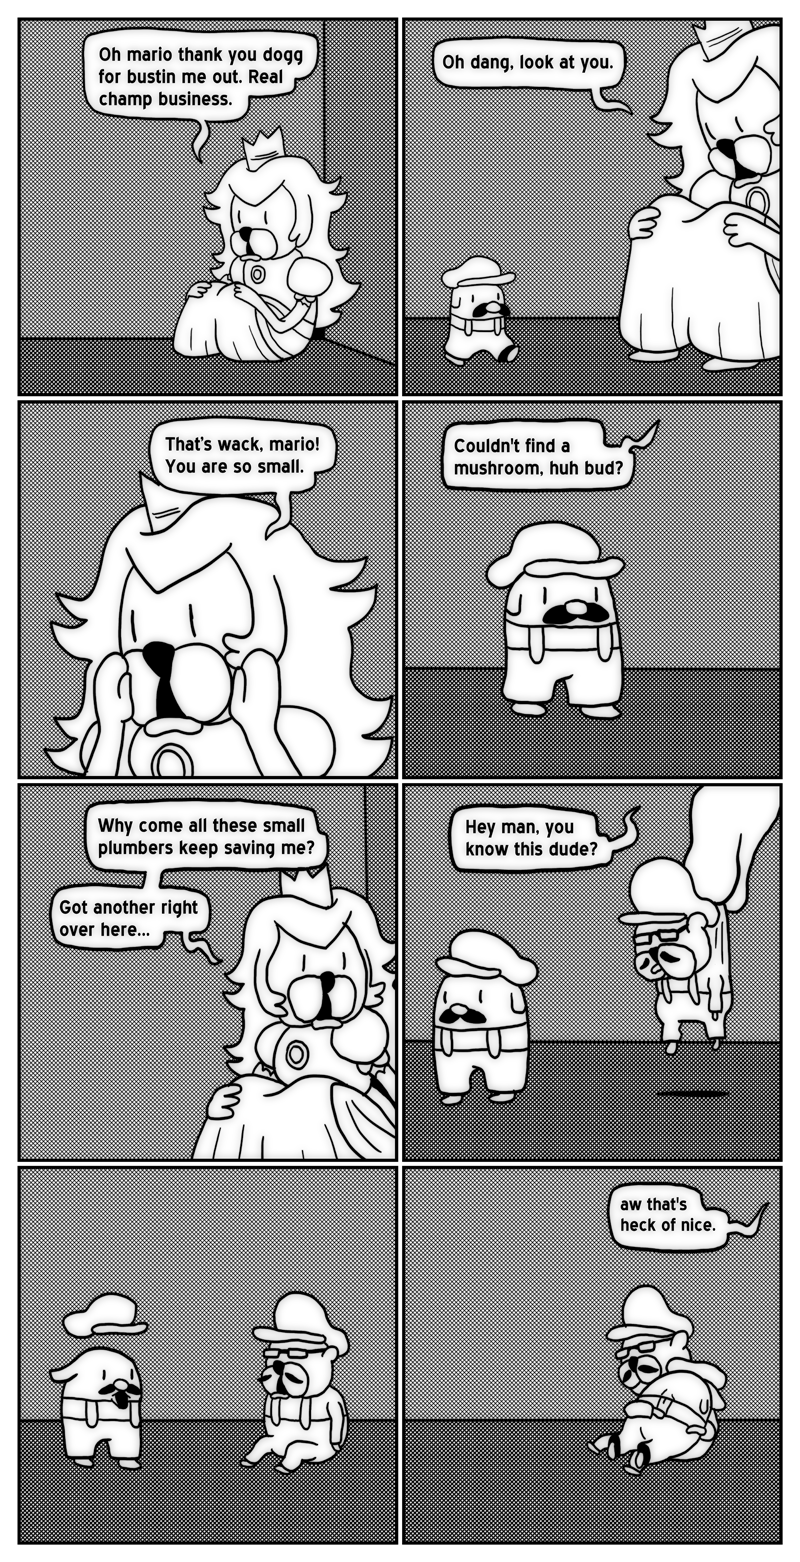 Oh mario thank you dogg
for bustin me out. Real
champ business.
Oh dang, look at you.
That's wack, mario!
You are so small.
Couldn't find a
mushroom, huh bud?
Why come all these small
plumbers keep saving me?
Got another right
over here...
Hey man, you
know this dude?
aw that's
heck of nice.